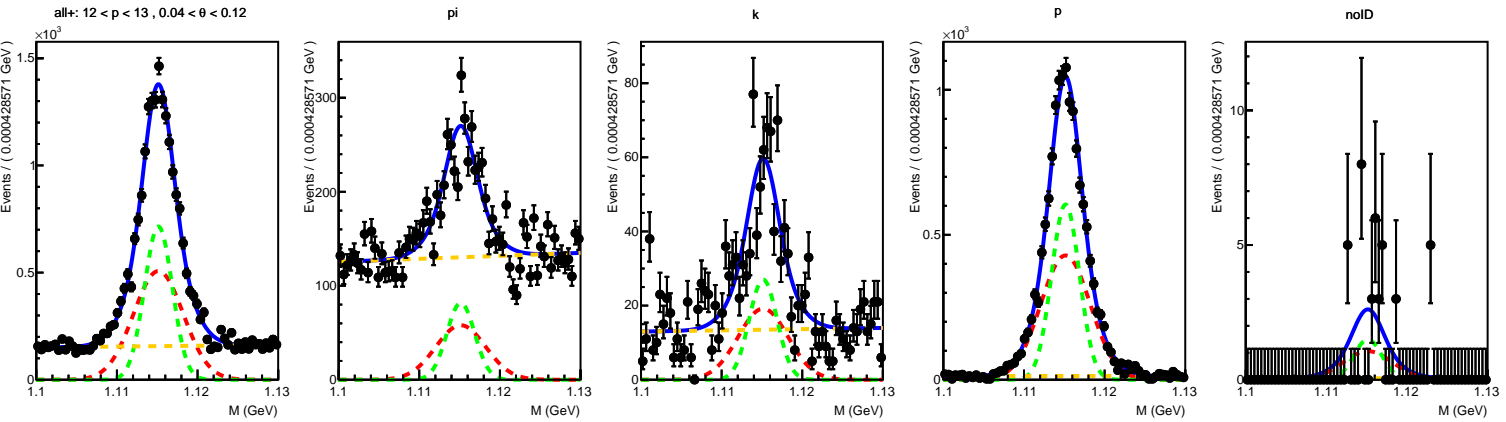 all+: 12 < p < 13 , 0.04 < θ < 0.12
×10³
Events / ( 0.000428571 GeV )
1.5
1
0.5
0
1.1
1.11
1.12
1.13
M (GeV)
pi
Events / ( 0.000428571 GeV )
300
200
100
0
1.1
1.11
1.12
1.13
M (GeV)
k
Events / ( 0.000428571 GeV )
80
60
40
20
0
1.1
1.11
1.12
1.13
M (GeV)
p
×10³
Events / ( 0.000428571 GeV )
1
0.5
0
1.1
1.11
1.12
1.13
M (GeV)
noID
Events / ( 0.000428571 GeV )
10
5
0
1.1
1.11
1.12
1.13
M (GeV)